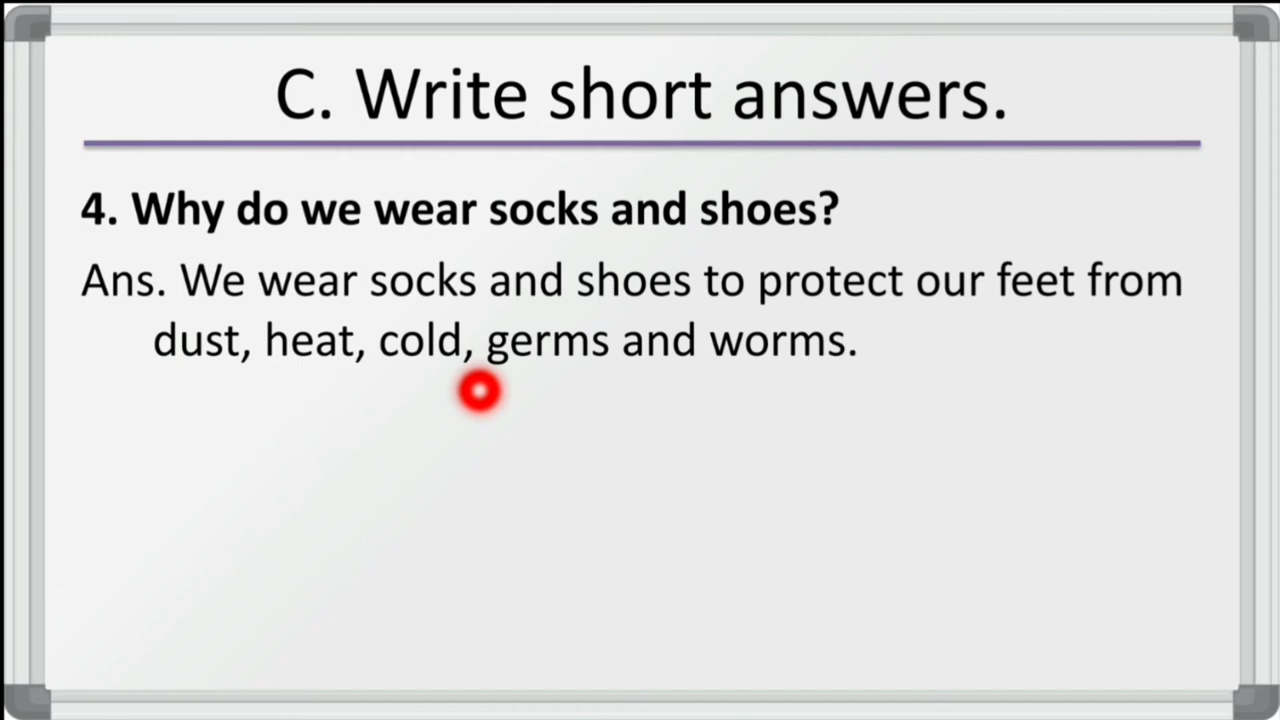 C. Write short answers.
4. Why do we wear socks and shoes?
Ans. We wear socks and shoes to protect our feet from
dust, heat, cold, germs and worms.